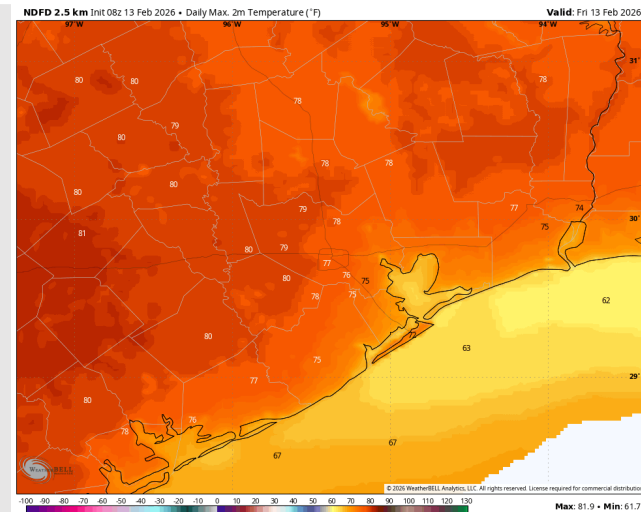 NDFD 2.5 km Init 08z 13 Feb 2026 • Daily Max. 2m Temperature (°F) Valid: Fri 13 Feb 2026
97°W 96°W 95°W 94°W
31°
80 80 78
78
79
80
78 78
80 80
79 77 74
78 30°
81 75
80 79
77
80 76 75
78 75
62
72
80 63
75
29°
77
80
76
78
67
67
WEATHERBELL
© 2026 WeatherBELL Analytics, LLC. All rights reserved. License required for commercial distribution
-100 -90 -80 -70 -60 -50 -40 -30 -20 -10 0 10 20 30 40 50 60 70 80 90 100 110 120 130
Max: 81.9 • Min: 61.7